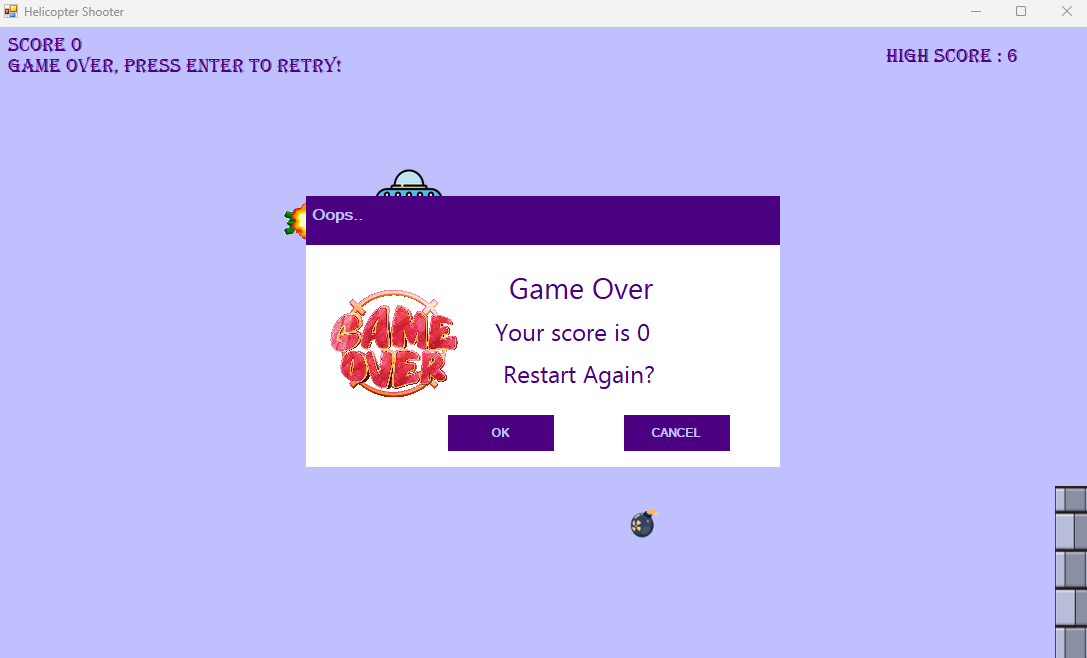 Helicopter Shooter
SCORE 0
GAME OVER, PRESS ENTER TO RETRY!
HIGH SCORE : 6
Oops..
Game Over
GAME
OVER
Your score is 0
Restart Again?
OK
CANCEL